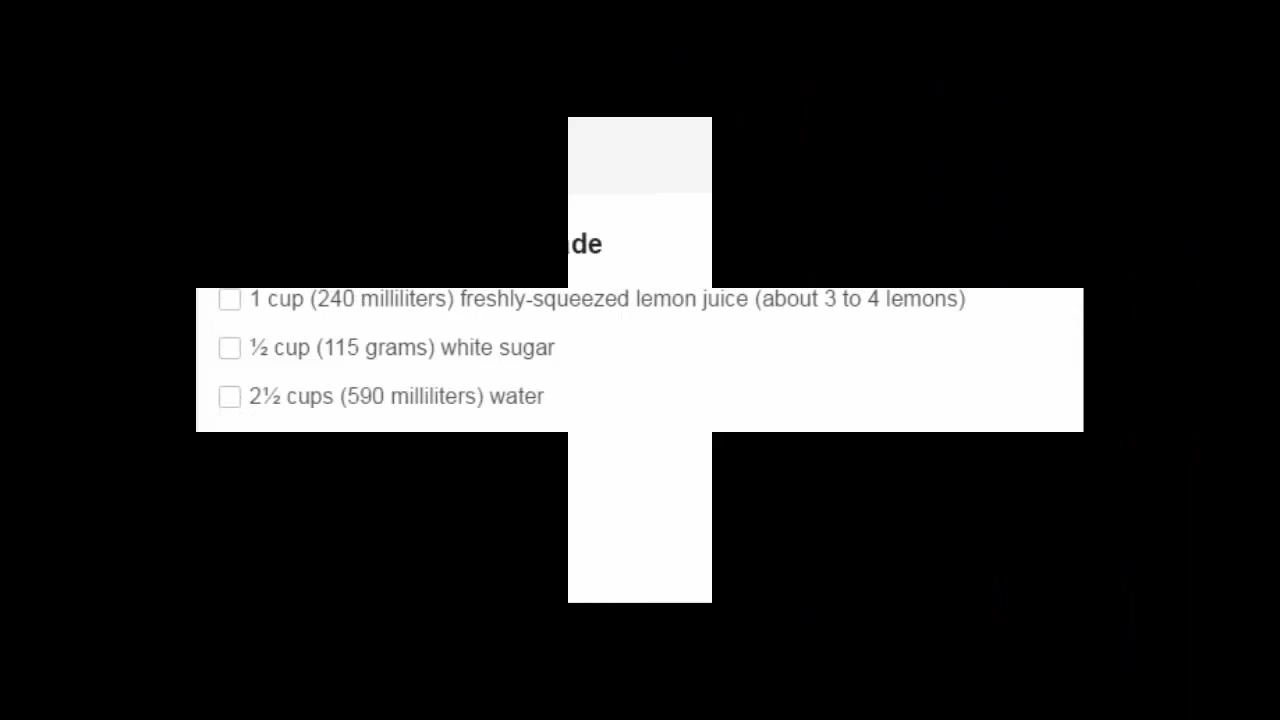 de
1 cup (240 milliliters) freshly-squeezed lemon juice (about 3 to 4 lemons)
½ cup (115 grams) white sugar
2½ cups (590 milliliters) water